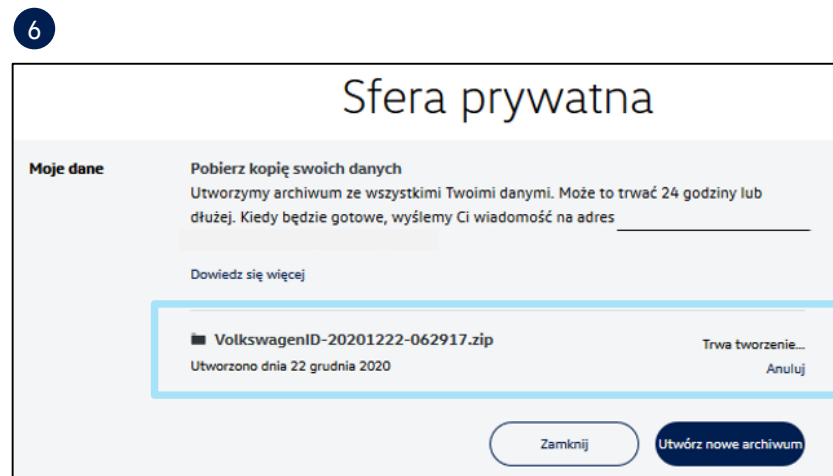 6
Sfera prywatna
Moje dane
Pobierz kopię swoich danych
Utworzymy archiwum ze wszystkimi Twoimi danymi. Może to trwać 24 godziny lub
dłużej. Kiedy będzie gotowe, wyślemy Ci wiadomość na adres
Dowiedz się więcej
VolkswagenID-20201222-062917.zip
Trwa tworzenie...
Utworzono dnia 22 grudnia 2020
Anuluj
Zamknij
Utwórz nowe archiwum